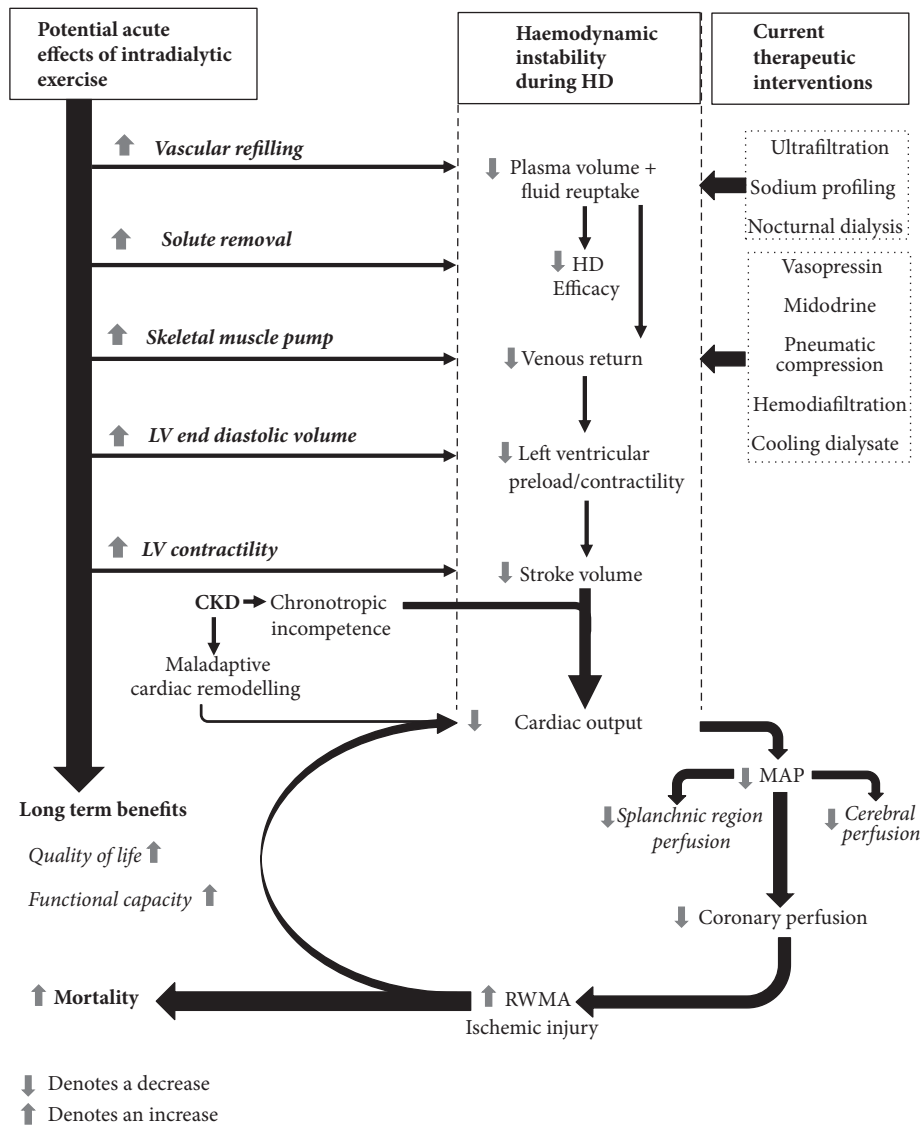 Potential acute
effects of intradialytic
exercise
Haemodynamic
instability
during HD
Current
therapeutic
interventions
Vascular refilling
Solute removal
Skeletal muscle pump
LV end diastolic volume
LV contractility
Plasma volume +
fluid reuptake
HD
Efficacy
Venous return
Left ventricular
preload/contractility
Stroke volume
Ultrafiltration
Sodium profiling
Nocturnal dialysis
Vasopressin
Midodrine
Pneumatic
compression
Hemodiafiltration
Cooling dialysate
CKD
Chronotropic
incompetence
Maladaptive
cardiac remodelling
Cardiac output
MAP
Splanchnic region
perfusion
Cerebral
perfusion
Coronary perfusion
Long term benefits
Quality of life
Functional capacity
Mortality
RWMA
Ischemic injury
Denotes a decrease
Denotes an increase